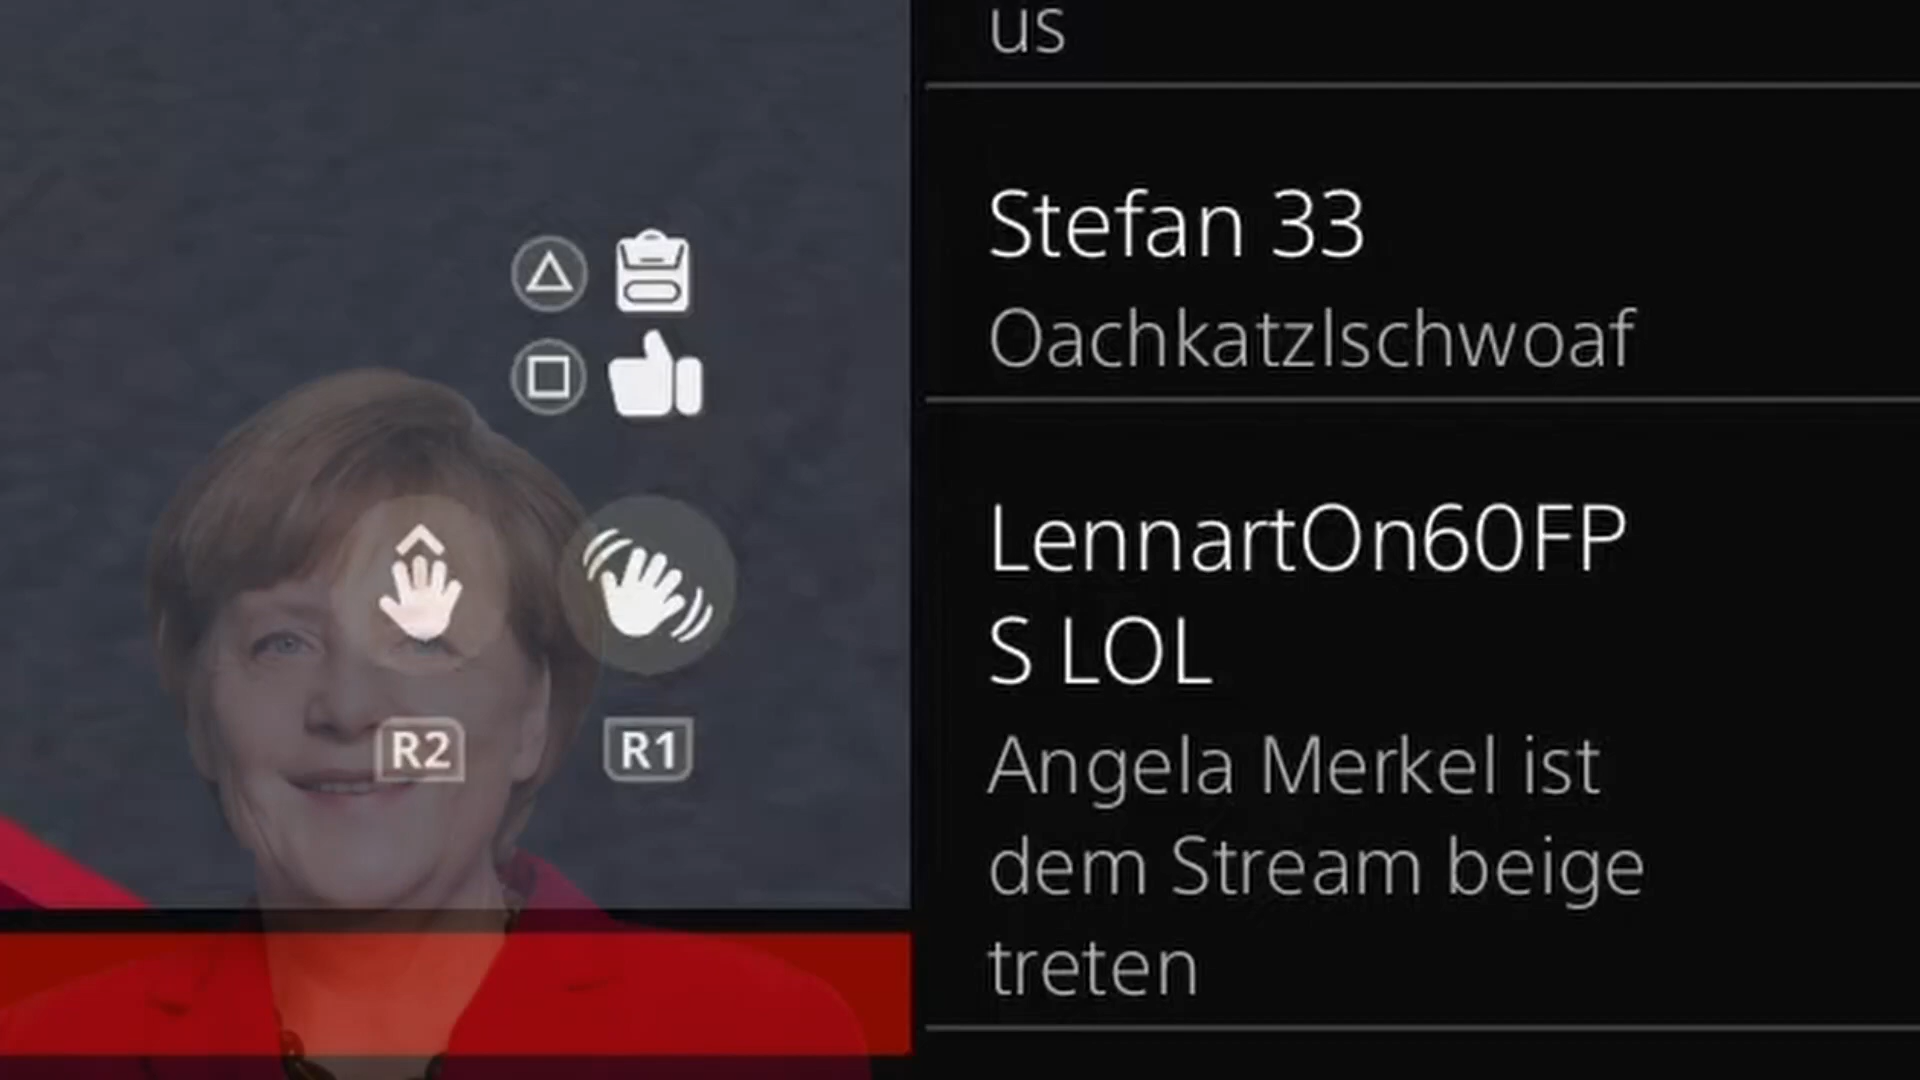 us
Stefan 33
Oachkatzlschwoaf
LennartOn60FP
S LOL
Angela Merkel ist
dem Stream beige
treten
R2
R1